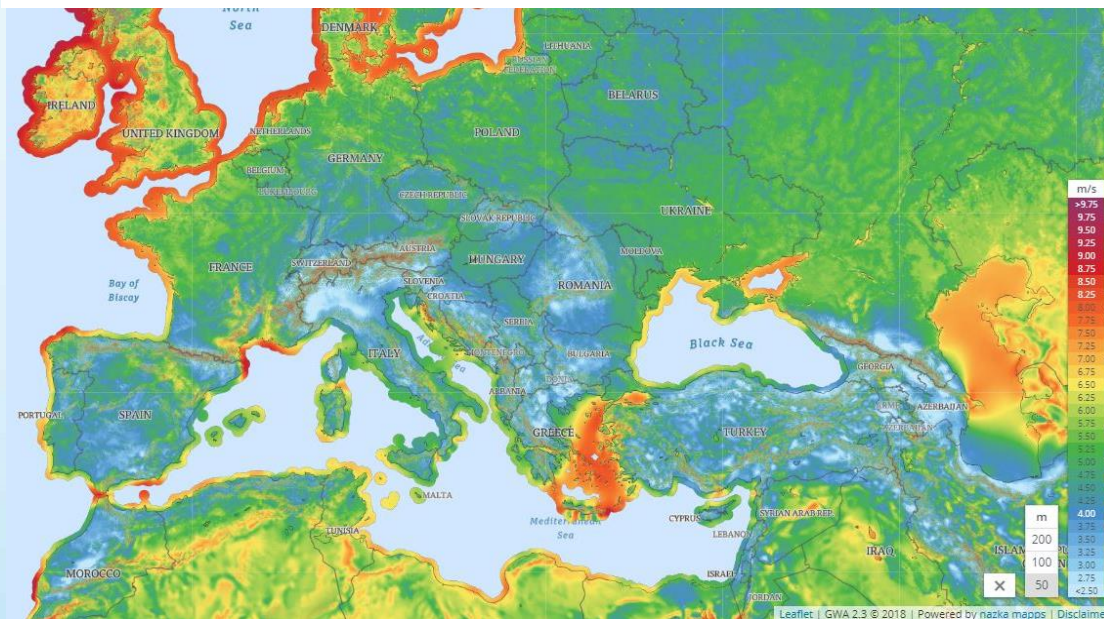 North
Sea
DENMARK
LITHUANIA
RUSSIAN
FEDERATION
IRELAND
BELARUS
UNITED KINGDOM
NETHERLANDS
POLAND
GERMANY
BELGIUM
LUXEMBOURG
CZECH REPUBLIC
UKRAINE
SLOVAK REPUBLIC
AUSTRIA
MOLDOVA
FRANCE
SWITZERLAND
HUNGARY
SLOVENIA
ROMANIA
CROATIA
Bay of
Biscay
SERBIA
Black Sea
ITALY
MONTENEGRO
BULGARIA
GEORGIA
ALBANIA
PORTUGAL
SPAIN
AZERBAIJAN
GREECE
TURKEY
MALTA
Mediterranean
Sea
CYPRUS
SYRIAN ARAB REP.
TUNISIA
LEBANON
IRAQ
MOROCCO
ISRAEL
JORDAN
m/s
>9.75
9.75
9.50
9.25
9.00
8.75
8.50
8.25
8.00
7.75
7.50
7.25
7.00
6.75
6.50
6.25
6.00
5.75
5.50
5.25
5.00
4.75
4.50
4.25
4.00
3.75
3.50
3.25
3.00
2.75
<2.50
m
200
100
50
Leaflet | GWA 2.3 © 2018 | Powered by nazka maps | Disclaime